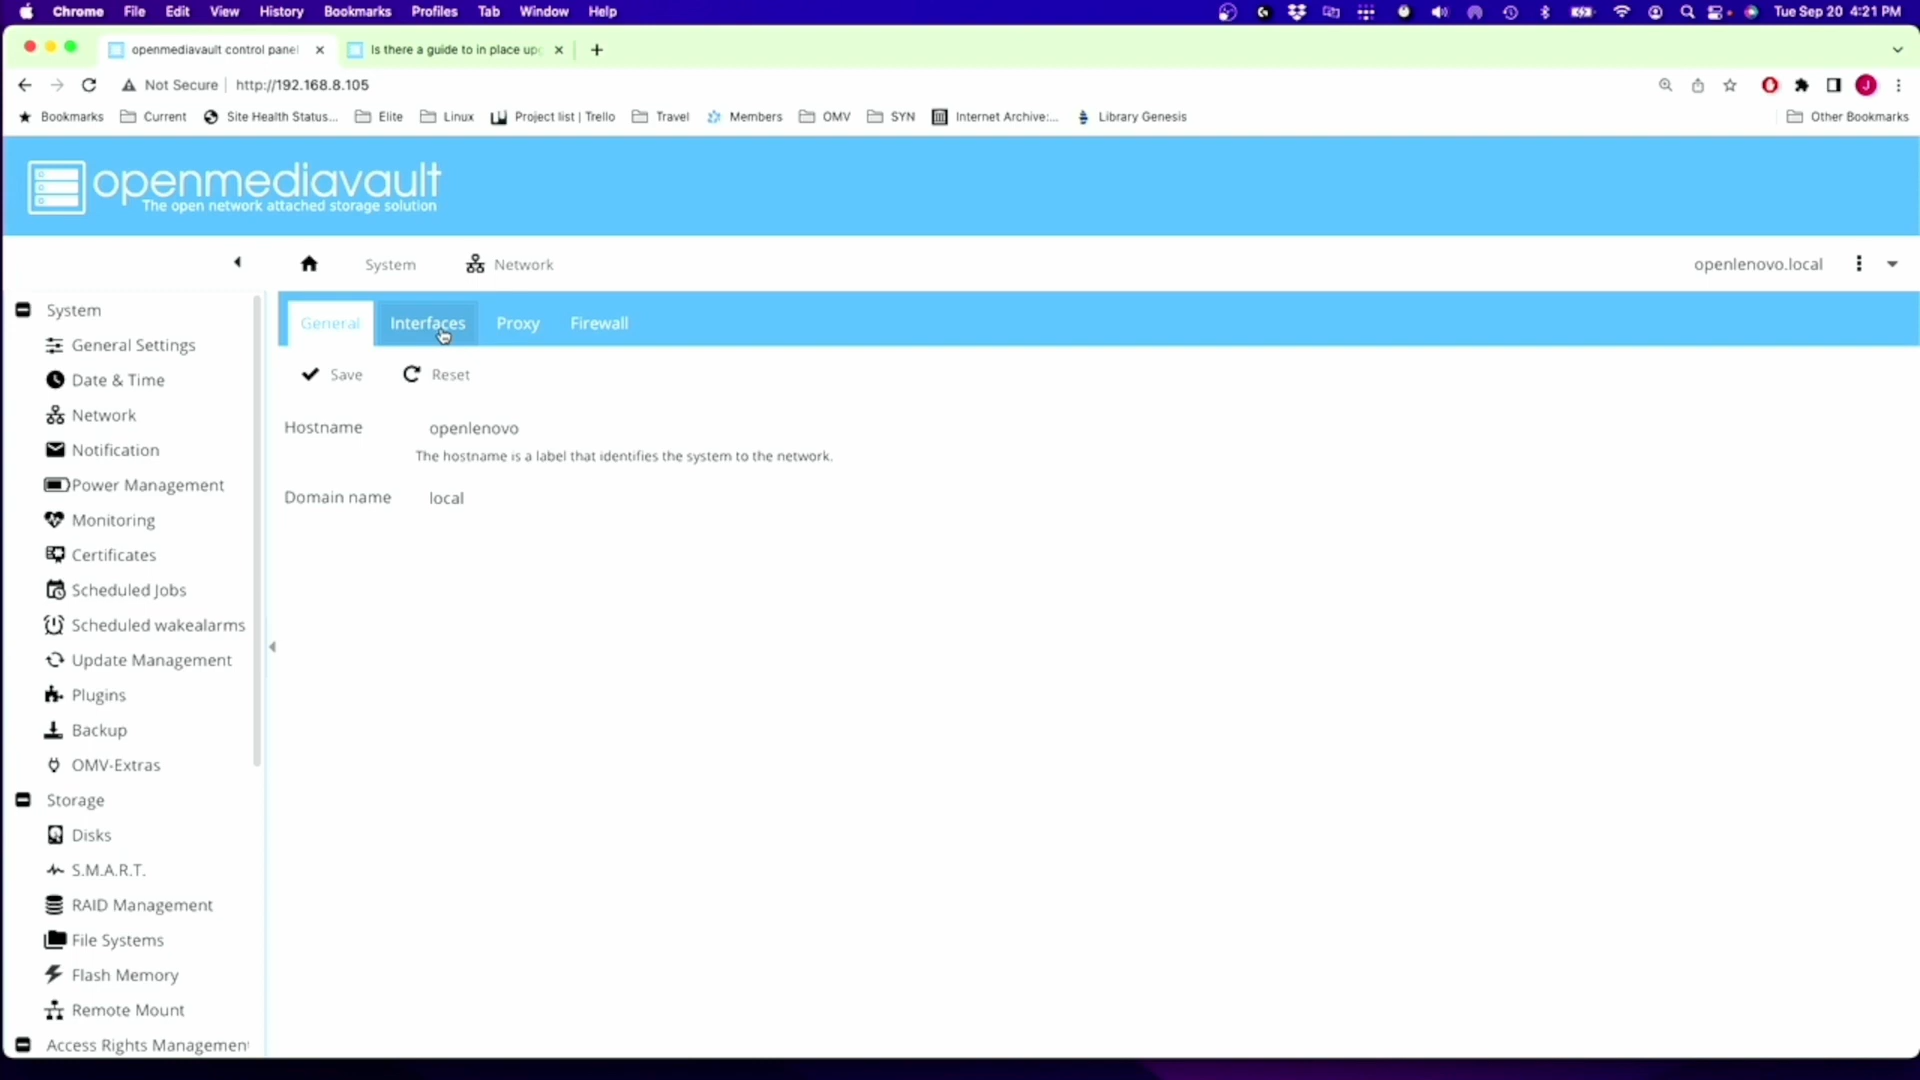 Chrome File Edit View History Bookmarks Profiles Tab Window Help Tue Sep 20 4:21 PM
openmediavault control panel Is there a guide to in place up
Not Secure http://192.168.8.105 J
Bookmarks Current Site Health Status... Elite Linux Project list | Trello Travel Members OMV SYN Internet Archive:... Library Genesis Other Bookmarks
openmediavault
The open network attached storage solution
System Network openlenovo.local
System
General Settings
Date & Time
Network
Notification
Power Management
Monitoring
Certificates
Scheduled Jobs
Scheduled wakealarms
Update Management
Plugins
Backup
OMV-Extras
Storage
Disks
S.M.A.R.T.
RAID Management
File Systems
Flash Memory
Remote Mount
Access Rights Managemen
General Interfaces Proxy Firewall
Save Reset
Hostname openlenovo
The hostname is a label that identifies the system to the network.
Domain name local